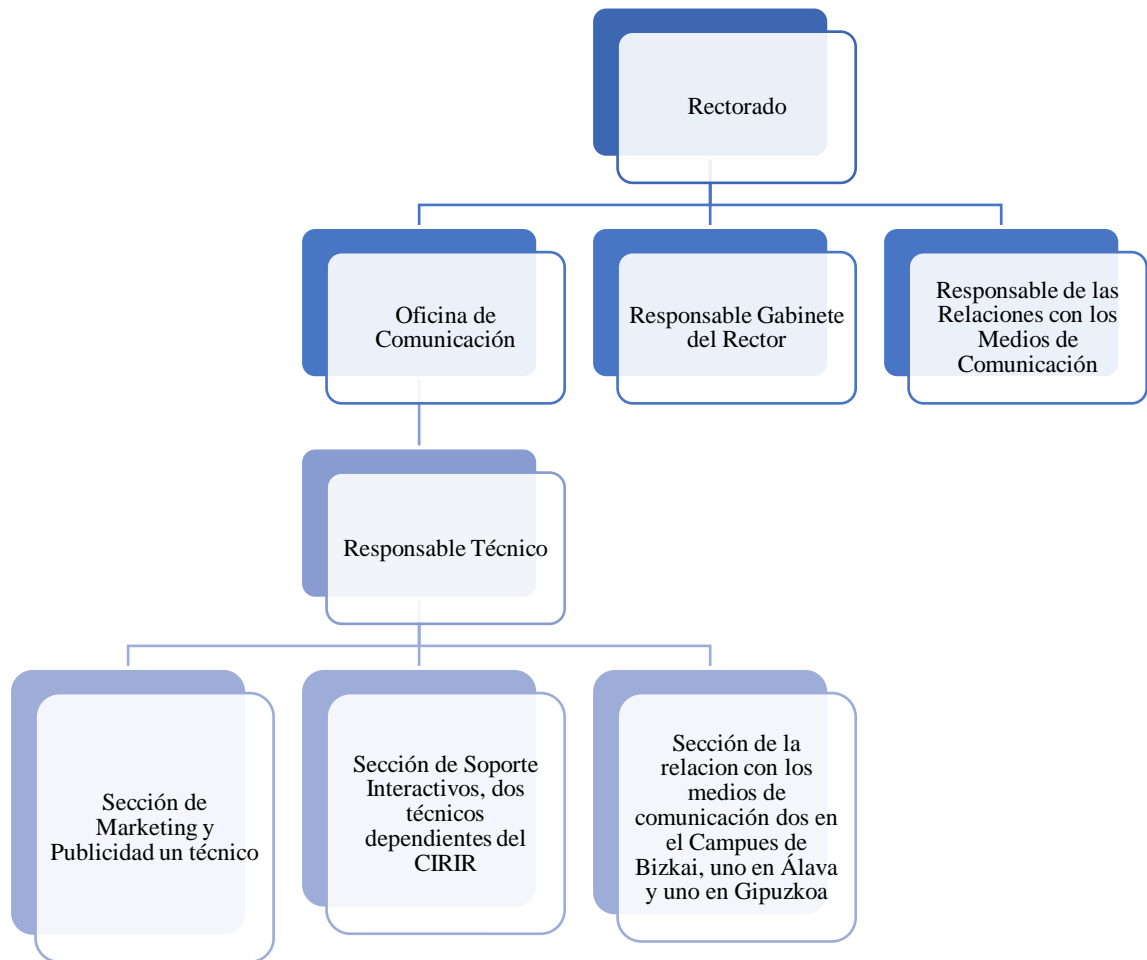 Rectorado
Oficina de
Comunicación
Responsable Gabinete
del Rector
Responsable de las
Relaciones con los
Medios de
Comunicación
Responsable Técnico
Sección de
Marketing y
Publicidad un técnico
Sección de Soporte
Interactivos, dos
técnicos
dependientes del
CIRIR
Sección de la
relacion con los
medios de
comunicación dos en
el Campues de
Bizkai, uno en Álava
y uno en Gipuzkoa